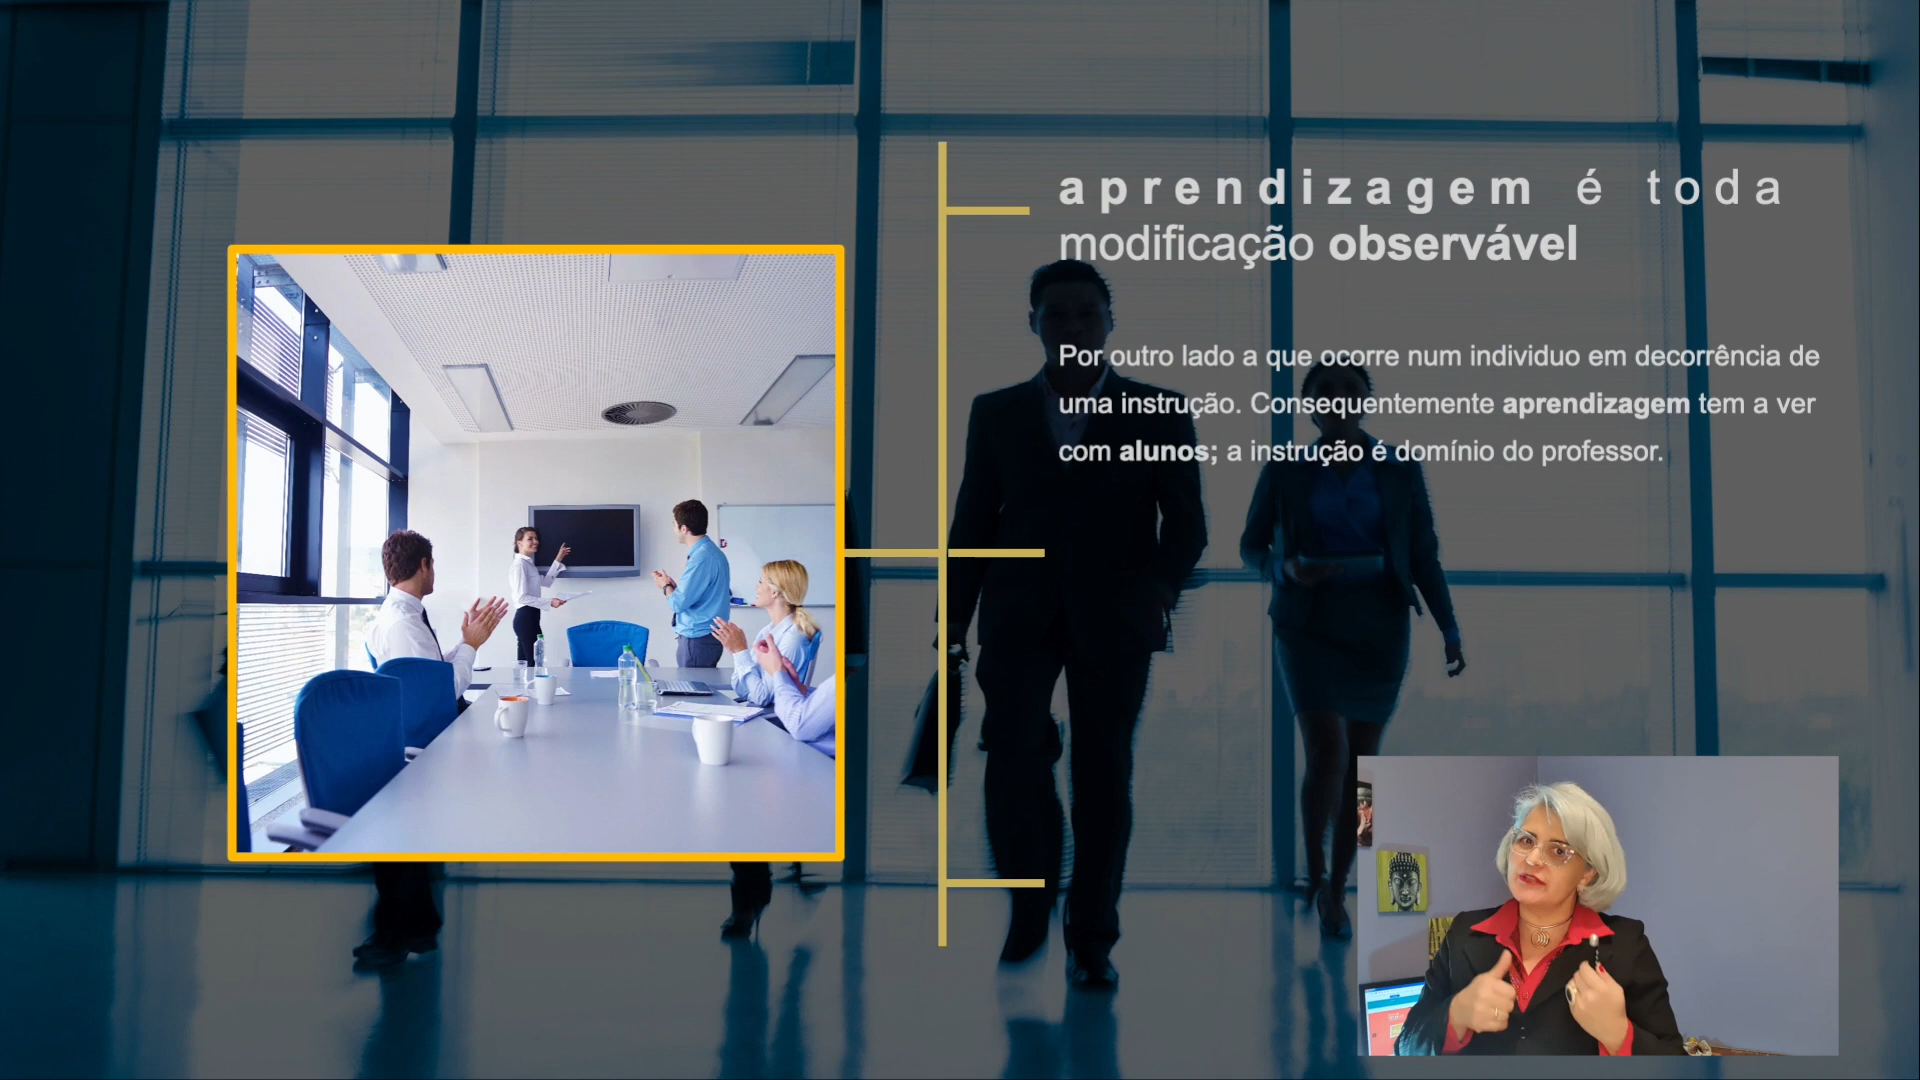 aprendizagem é toda
modificação observável
Por outro lado a que ocorre num individuo em decorrência de
uma instrução. Consequentemente aprendizagem tem a ver
com alunos; a instrução é domínio do professor.